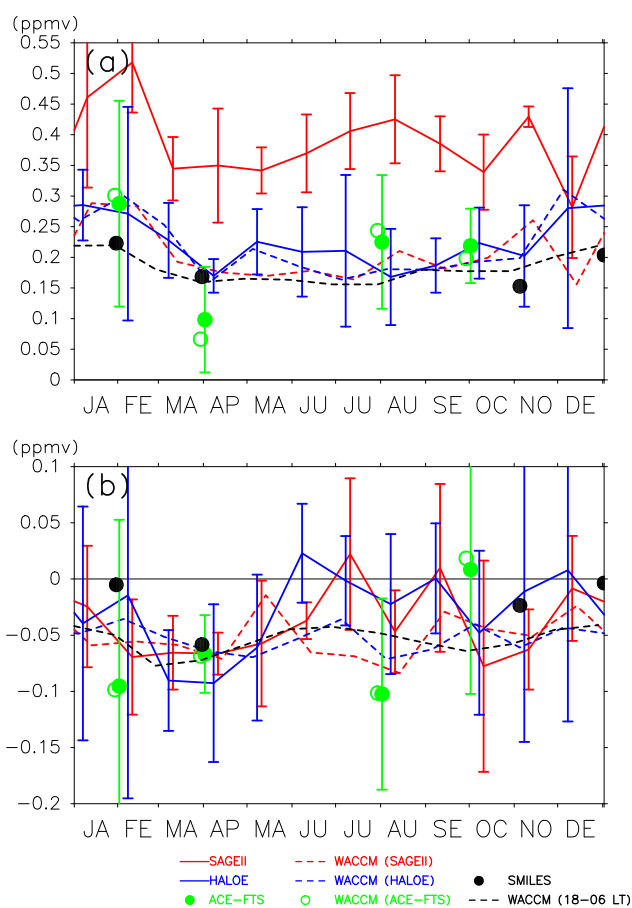 (ppmv)
0.55
(a)
0.5
0.45
0.4
0.35
0.3
0.25
0.2
0.15
0.1
0.05
0
JA FE MA AP MA JU JU AU SE OC NO DE
(ppmv)
0.1
(b)
0.05
0
−0.05
−0.1
−0.15
−0.2
JA FE MA AP MA JU JU AU SE OC NO DE
SAGEII WACCM (SAGEII)
HALOE WACCM (HALOE) SMILES
ACE−FTS WACCM (ACE−FTS) WACCM (18−06 LT)